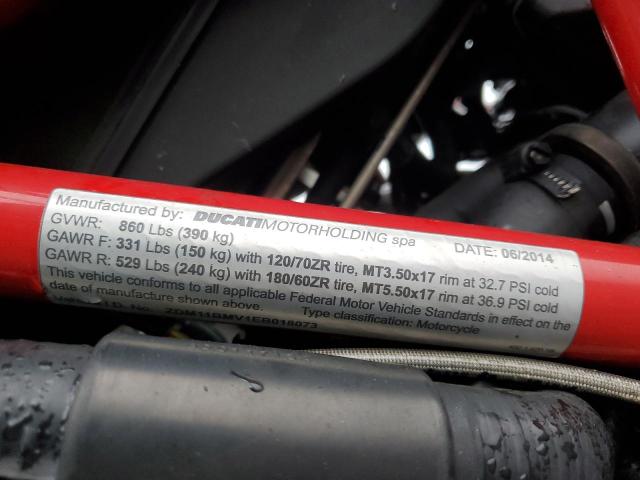 Manufactured by: DUCATIMOTORHOLDING spa DATE: 06/2014
GVWR: 860 Lbs (390 kg)
GAWR F: 331 Lbs (150 kg) with 120/70ZR tire, MT3.50x17 rim at 32.7 PSI cold
GAWR R: 529 Lbs (240 kg) with 180/60ZR tire, MT5.50x17 rim at 36.9 PSI cold
This vehicle conforms to all applicable Federal Motor Vehicle Standards in effect on the
date of manufacture shown above. Type classification: Motorcycle
I.D. No. ZDM11BMV1EB018073